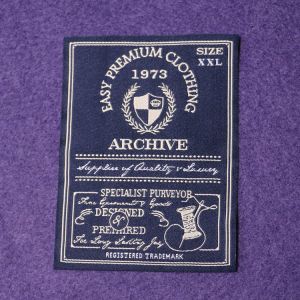 SIZE
XXL
EASY PREMIUM CLOTHING
1973
ARCHIVE
Supplier of Quality & Luxury
SPECIALIST PURVEYOR
Fine Garments & Goods
DESIGNED
&
PREPARED
For Long Lasting Joy
REGISTERED TRADEMARK